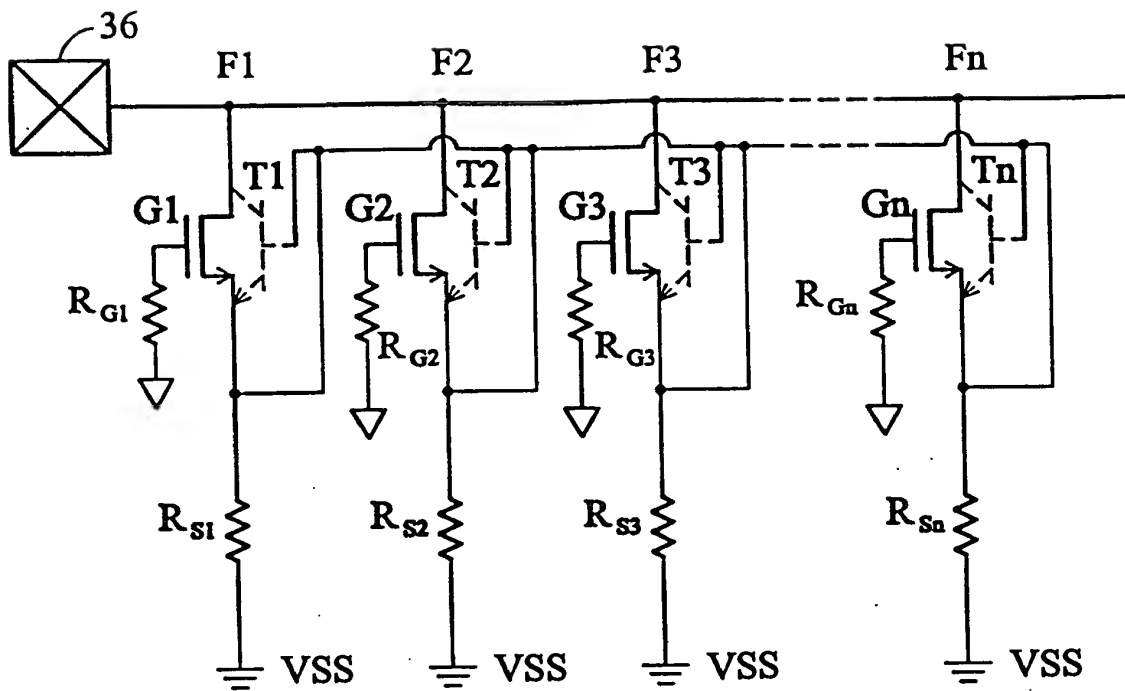 36
F1 F2 F3 Fn
T1 T2 T3 Tn
G1 G2 G3 Gn
RG1 RG2 RG3 RGn
RS1 RS2 RS3 RSn
VSS VSS VSS VSS